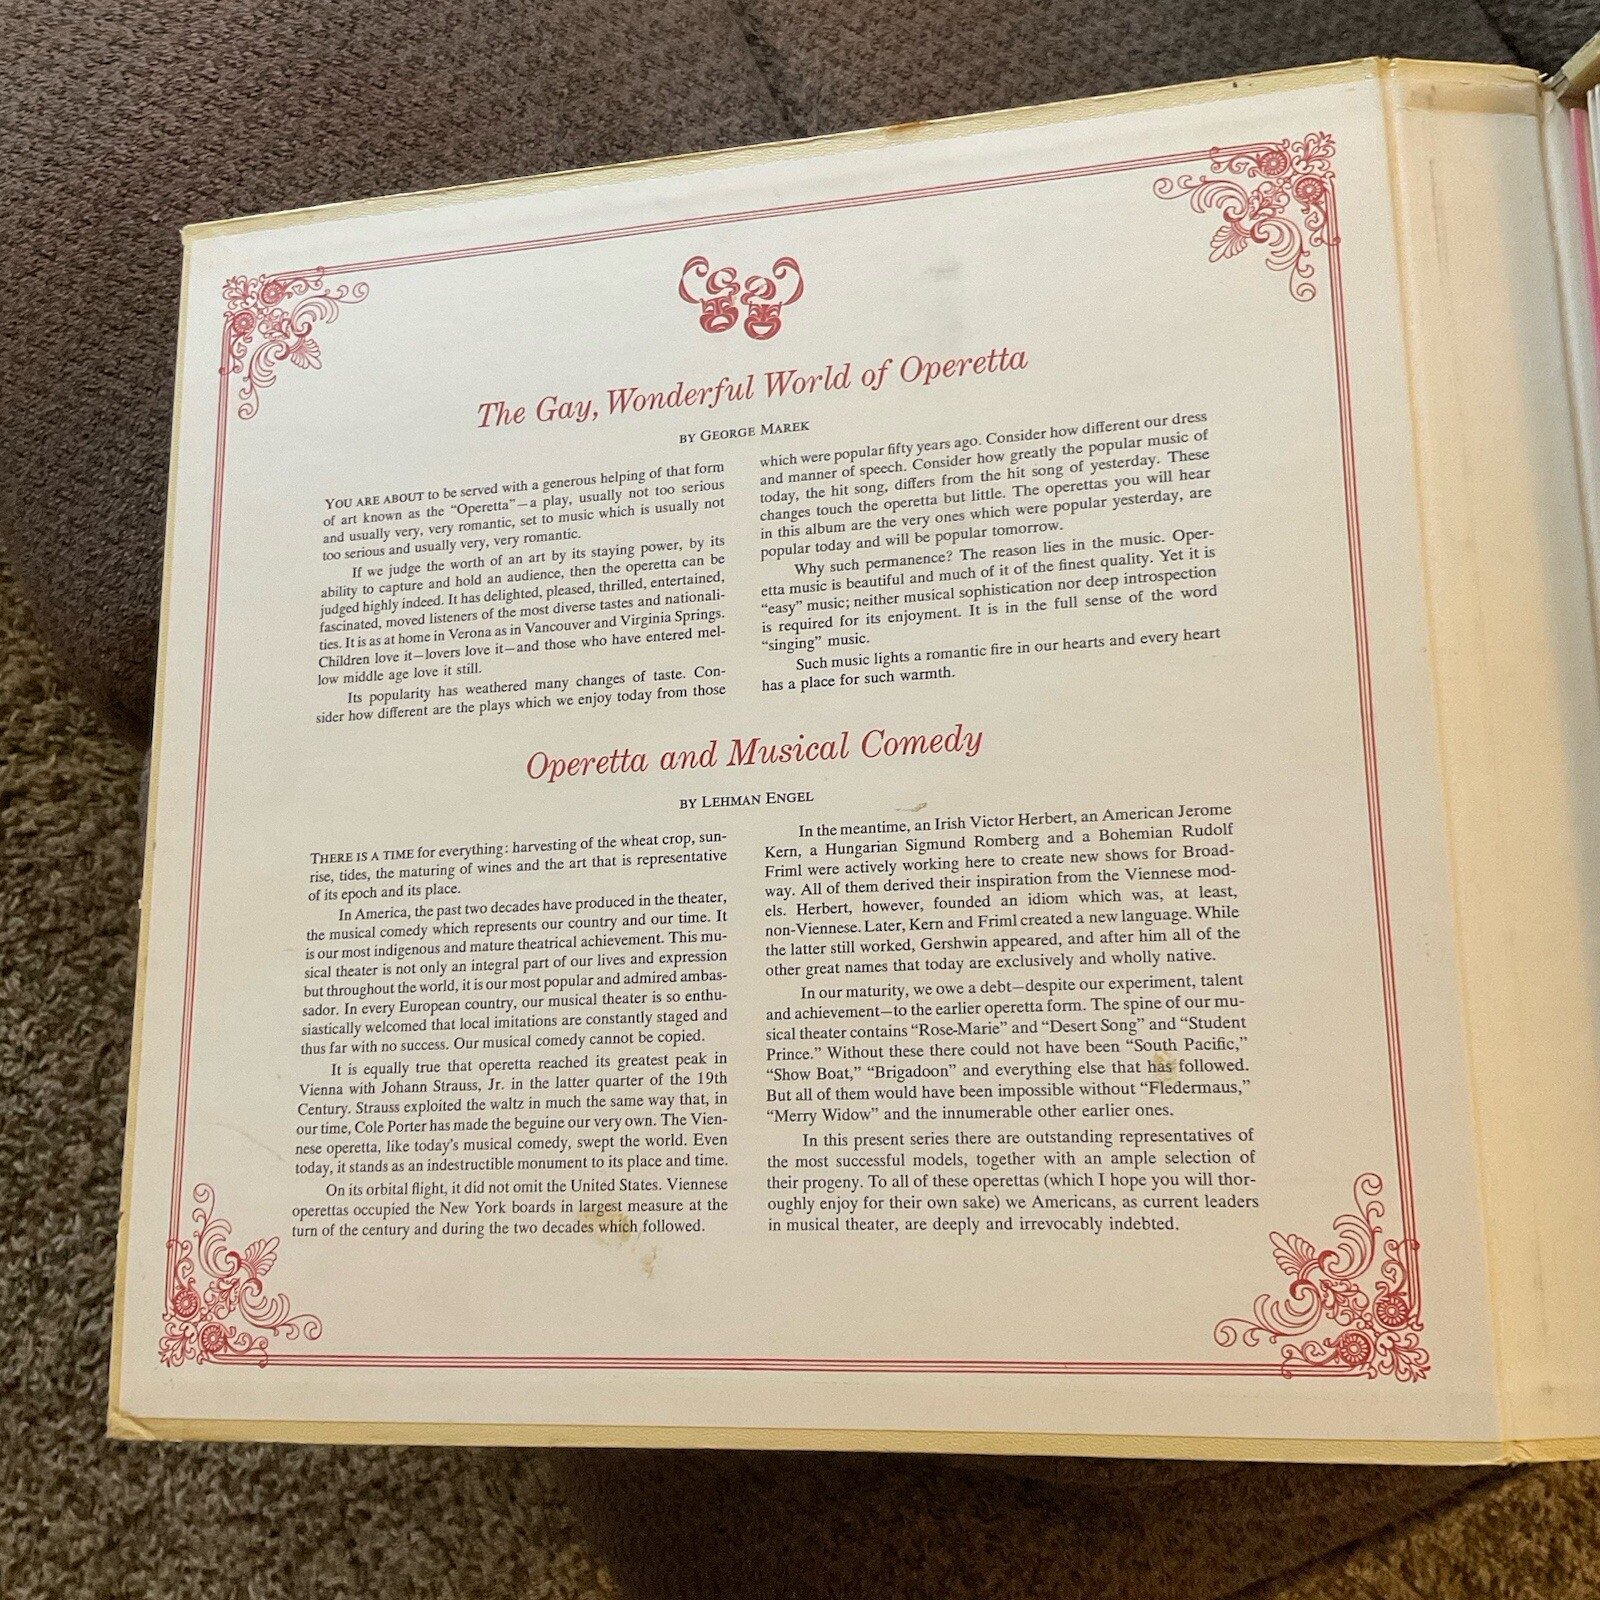 The Gay, Wonderful World of Operetta
BY GEORGE MAREK
YOU ARE ABOUT to be served with a generous helping of that form
of art known as the “Operetta”—a play, usually not too serious
and usually very, very romantic, set to music which is usually not
too serious and usually very, very romantic.
If we judge the worth of an art by its staying power, by its
ability to capture and hold an audience, then the operetta can be
judged highly indeed. It has delighted, pleased, thrilled, entertained,
fascinated, moved listeners of the most diverse tastes and nationali-
ties. It is as at home in Verona as in Vancouver and Virginia Springs.
Children love it—lovers love it—and those who have entered mel-
low middle age love it still.
Its popularity has weathered many changes of taste. Con-
sider how different are the plays which we enjoy today from those
which were popular fifty years ago. Consider how different our dress
and manner of speech. Consider how greatly the popular music of
today, the hit song, differs from the hit song of yesterday. These
changes touch the operetta but little. The operettas you will hear
in this album are the very ones which were popular yesterday, are
popular today and will be popular tomorrow.
Why such permanence? The reason lies in the music. Oper-
etta music is beautiful and much of it of the finest quality. Yet it is
“easy” music; neither musical sophistication nor deep introspection
is required for its enjoyment. It is in the full sense of the word
“singing” music.
Such music lights a romantic fire in our hearts and every heart
has a place for such warmth.
Operetta and Musical Comedy
BY LEHMAN ENGEL
THERE IS A TIME for everything: harvesting of the wheat crop, sun-
rise, tides, the maturing of wines and the art that is representative
of its epoch and its place.
In America, the past two decades have produced in the theater,
the musical comedy which represents our country and our time. It
is our most indigenous and mature theatrical achievement. This mu-
sical theater is not only an integral part of our lives and expression
but throughout the world, it is our most popular and admired ambas-
sador. In every European country, our musical theater is so enthu-
siastically welcomed that local imitations are constantly staged and
thus far with no success. Our musical comedy cannot be copied.
It is equally true that operetta reached its greatest peak in
Vienna with Johann Strauss, Jr. in the latter quarter of the 19th
Century. Strauss exploited the waltz in much the same way that, in
our time, Cole Porter has made the beguine our very own. The Vien-
nese operetta, like today's musical comedy, swept the world. Even
today, it stands as an indestructible monument to its place and time.
On its orbital flight, it did not omit the United States. Viennese
operettas occupied the New York boards in largest measure at the
turn of the century and during the two decades which followed.
In the meantime, an Irish Victor Herbert, an American Jerome
Kern, a Hungarian Sigmund Romberg and a Bohemian Rudolf
Friml were actively working here to create new shows for Broad-
way. All of them derived their inspiration from the Viennese mod-
els. Herbert, however, founded an idiom which was, at least,
non-Viennese. Later, Kern and Friml created a new language. While
the latter still worked, Gershwin appeared, and after him all of the
other great names that today are exclusively and wholly native.
In our maturity, we owe a debt—despite our experiment, talent
and achievement—to the earlier operetta form. The spine of our mu-
sical theater contains “Rose-Marie” and “Desert Song” and “Student
Prince.” Without these there could not have been “South Pacific,”
“Show Boat,” “Brigadoon” and everything else that has followed.
But all of them would have been impossible without “Fledermaus,”
“Merry Widow” and the innumerable other earlier ones.
In this present series there are outstanding representatives of
the most successful models, together with an ample selection of
their progeny. To all of these operettas (which I hope you will thor-
oughly enjoy for their own sake) we Americans, as current leaders
in musical theater, are deeply and irrevocably indebted.